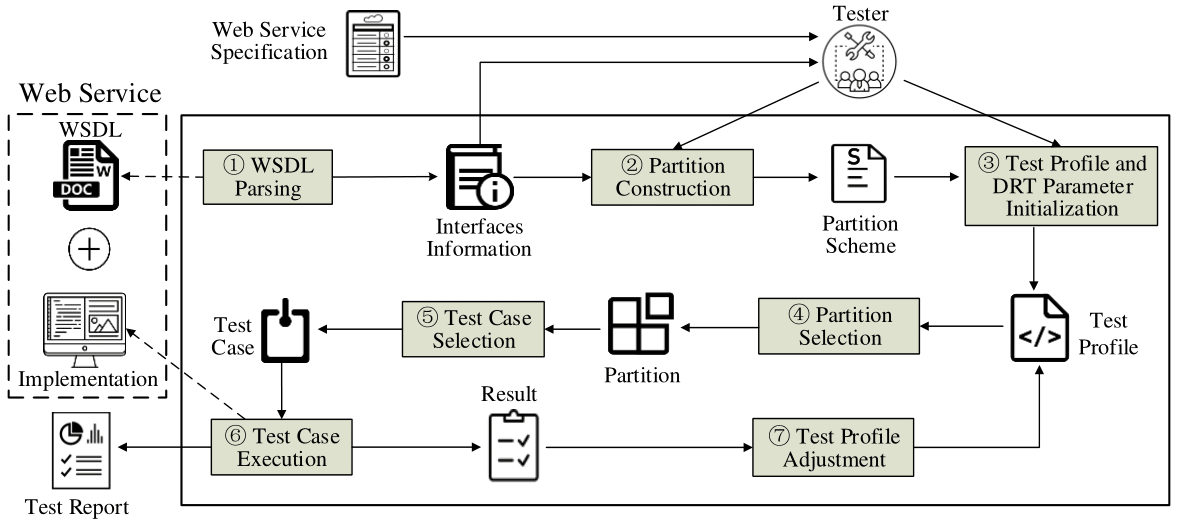 Tester
Web Service
Specification
Web Service
WSDL
W
DOC
① WSDL
Parsing
Interfaces
Information
② Partition
Construction
S
Partition
Scheme
③ Test Profile and
DRT Parameter
Initialization
Implementation
Test
Case
⑤ Test Case
Selection
Partition
④ Partition
Selection
</>
Test
Profile
Result
⑥ Test Case
Execution
⑦ Test Profile
Adjustment
Test Report